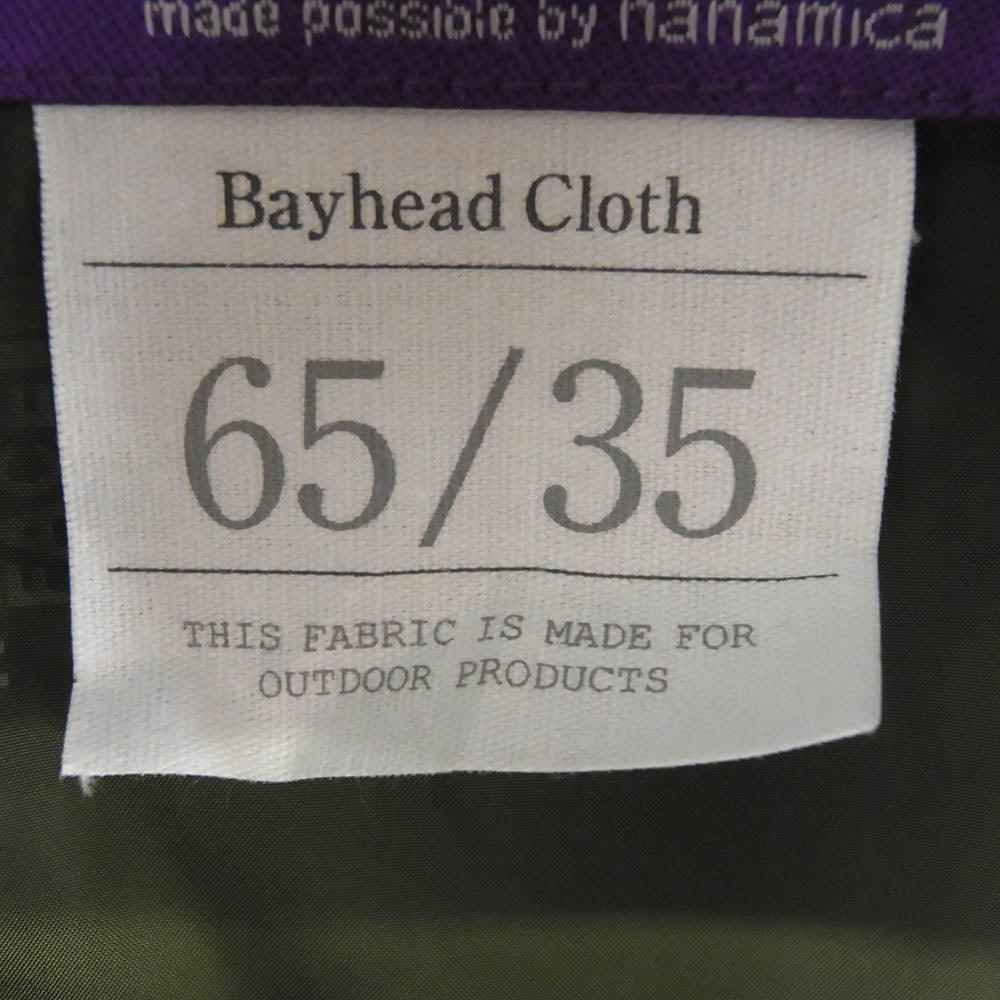 made possible by nanamica
Bayhead Cloth
65/35
THIS FABRIC IS MADE FOR
OUTDOOR PRODUCTS